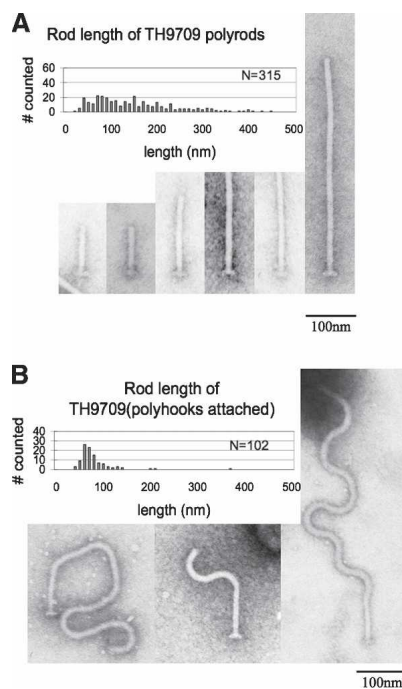 A
Rod length of TH9709 polyrods
# counted
60
40
20
0
N=315
0 100 200 300 400 500
length (nm)
100nm
B
Rod length of
TH9709(polyhooks attached)
# counted
40
30
20
10
0
N=102
0 100 200 300 400 500
length (nm)
100nm